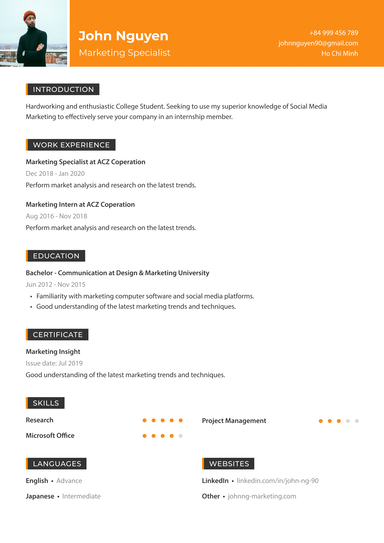 John Nguyen
Marketing Specialist
+84 999 456 789
johnnguyen90@gmail.com
Ho Chi Minh
INTRODUCTION
Hardworking and enthusiastic College Student. Seeking to use my superior knowledge of Social Media
Marketing to effectively serve your company in an internship member.
WORK EXPERIENCE
Marketing Specialist at ACZ Coperation
Dec 2018 - Jan 2020
Perform market analysis and research on the latest trends.
Marketing Intern at ACZ Coperation
Aug 2016 - Nov 2018
Perform market analysis and research on the latest trends.
EDUCATION
Bachelor - Communication at Design & Marketing University
Jun 2012 - Nov 2015
• Familiarity with marketing computer software and social media platforms.
• Good understanding of the latest marketing trends and techniques.
CERTIFICATE
Marketing Insight
Issue date: Jul 2019
Good understanding of the latest marketing trends and techniques.
SKILLS
Research
Project Management
Microsoft Office
LANGUAGES
English • Advance
Japanese • Intermediate
WEBSITES
LinkedIn • linkedin.com/in/john-ng-90
Other • johnng-marketing.com